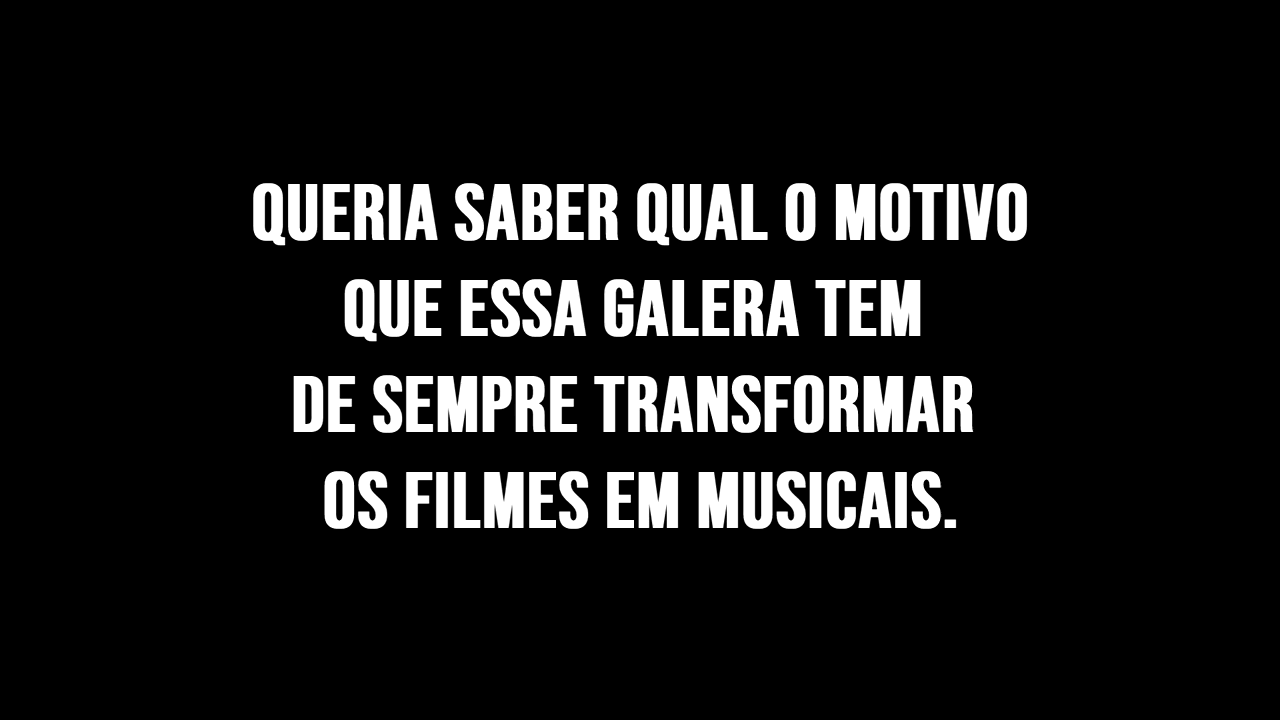 QUERIA SABER QUAL O MOTIVO
QUE ESSA GALERA TEM
DE SEMPRE TRANSFORMAR
OS FILMES EM MUSICAIS.